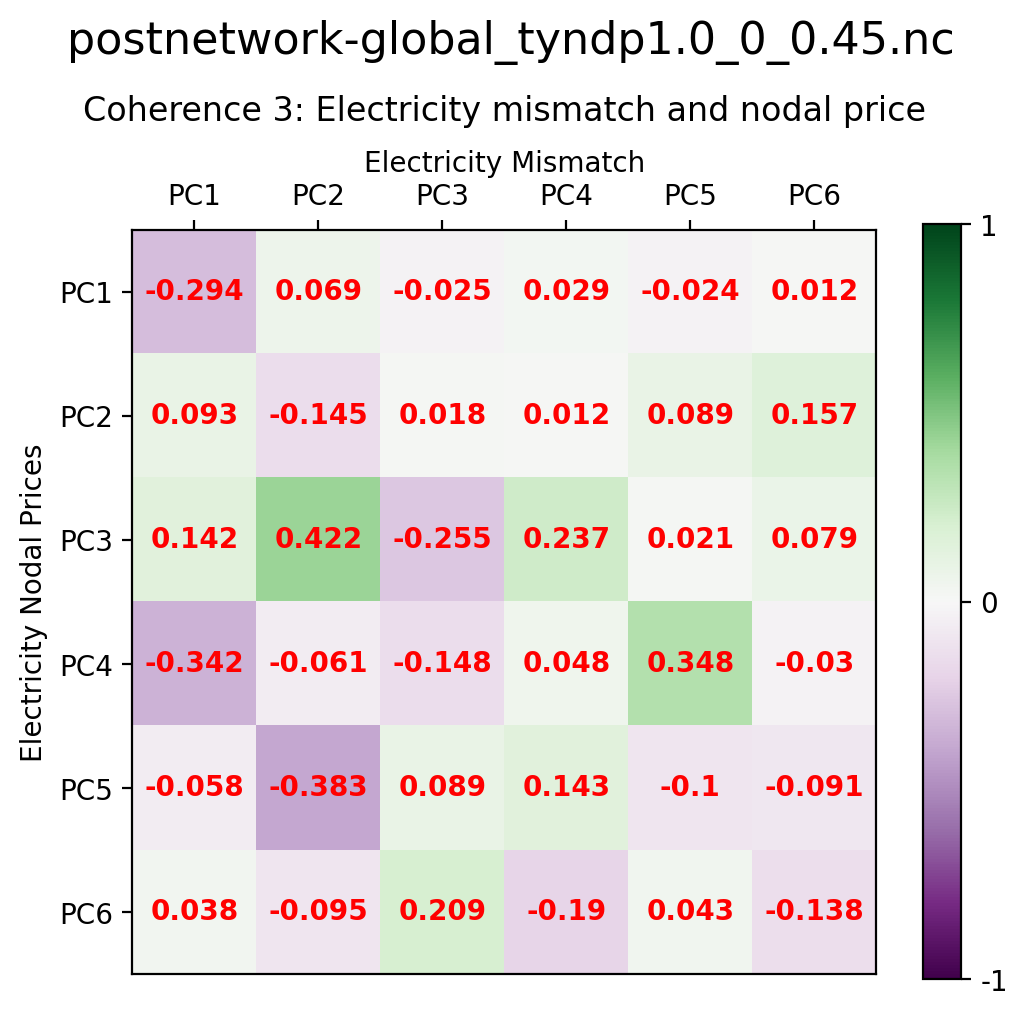 postnetwork-global_tyndp1.0_0_0.45.nc
Coherence 3: Electricity mismatch and nodal price
Electricity Mismatch
PC1 PC2 PC3 PC4 PC5 PC6
PC1 -0.294 0.069 -0.025 0.029 -0.024 0.012
PC2 0.093 -0.145 0.018 0.012 0.089 0.157
PC3 0.142 0.422 -0.255 0.237 0.021 0.079
PC4 -0.342 -0.061 -0.148 0.048 0.348 -0.03
PC5 -0.058 -0.383 0.089 0.143 -0.1 -0.091
PC6 0.038 -0.095 0.209 -0.19 0.043 -0.138
Electricity Nodal Prices
1
0
-1